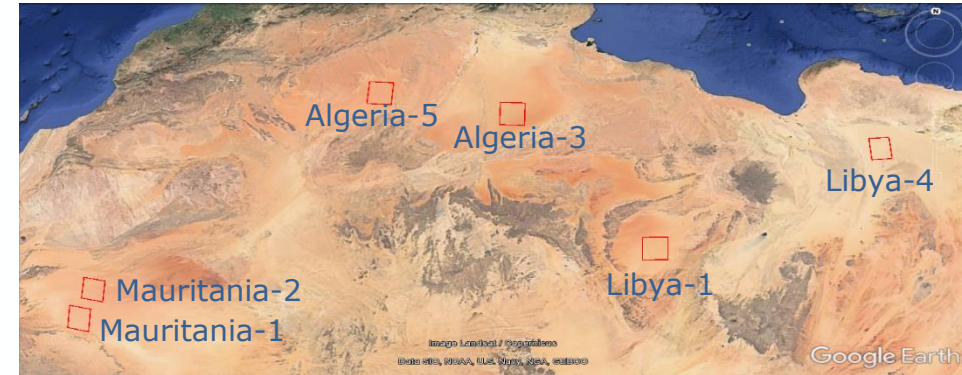 N
Algeria-5
Algeria-3
Libya-4
Mauritania-2
Libya-1
Mauritania-1
Image Landsat / Copernicus
Data SIO, NOAA, U.S. Navy, NGA, GEBCO
Google Earth